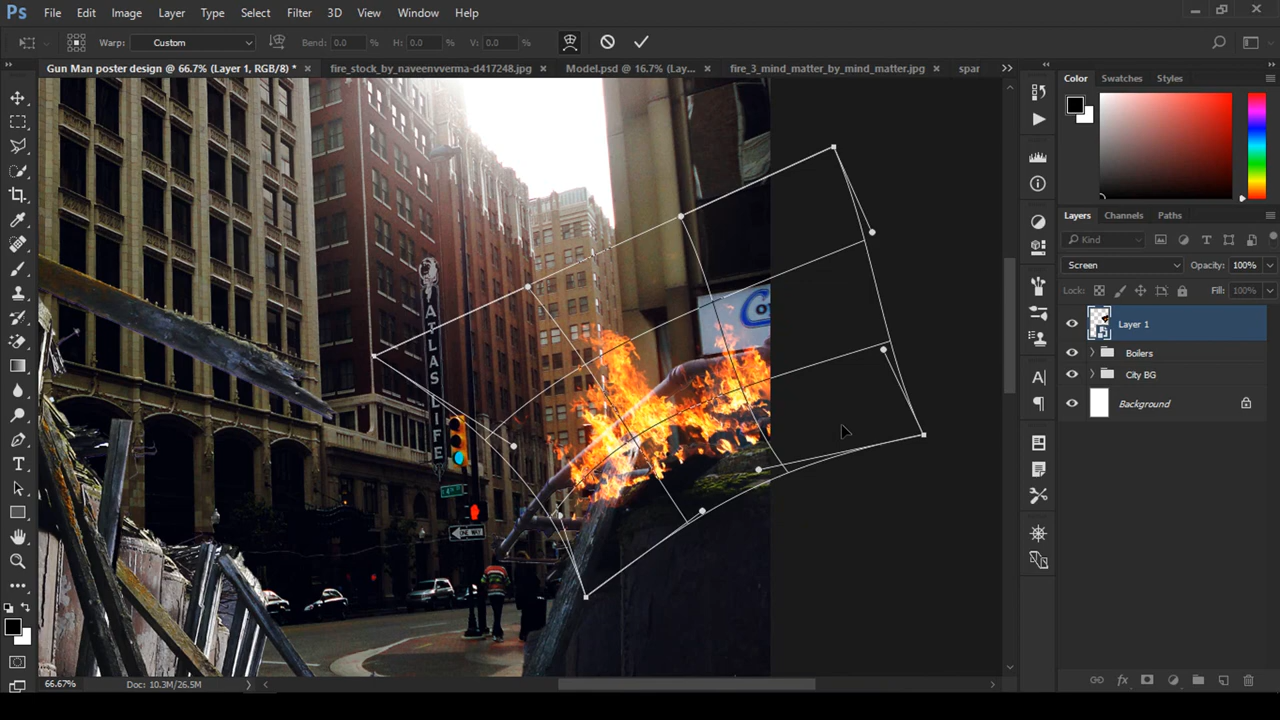 Ps File Edit Image Layer Type Select Filter 3D View Window Help
Warp: Custom Bend: 0.0 % H: 0.0 % V: 0.0 %
Gun Man poster design @ 66.7% (Layer 1, RGB/8) * × fire_stock_by_naveenvverma-d417248.jpg × Model.psd @ 16.7% (Lay... × fire_3_mind_matter_by_mind_matter.jpg × spar
Color Swatches Styles
Layers Channels Paths
Kind
Screen Opacity: 100%
Lock: Fill: 100%
Layer 1
Boilers
City BG
Background
ATLAS LIFE
ONE WAY
66.67% Doc: 10.3M/26.5M